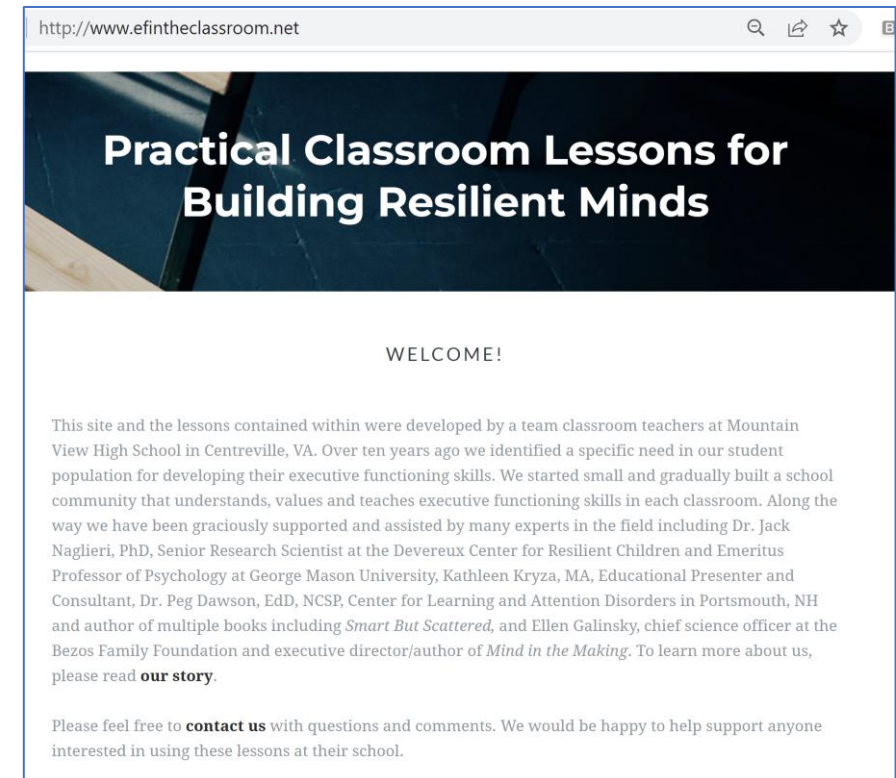 http://www.efintheclassroom.net
Practical Classroom Lessons for
Building Resilient Minds
WELCOME!
This site and the lessons contained within were developed by a team classroom teachers at Mountain
View High School in Centreville, VA. Over ten years ago we identified a specific need in our student
population for developing their executive functioning skills. We started small and gradually built a school
community that understands, values and teaches executive functioning skills in each classroom. Along the
way we have been graciously supported and assisted by many experts in the field including Dr. Jack
Naglieri, PhD, Senior Research Scientist at the Devereux Center for Resilient Children and Emeritus
Professor of Psychology at George Mason University, Kathleen Kryza, MA, Educational Presenter and
Consultant, Dr. Peg Dawson, EdD, NCSP, Center for Learning and Attention Disorders in Portsmouth, NH
and author of multiple books including Smart But Scattered, and Ellen Galinsky, chief science officer at the
Bezos Family Foundation and executive director/author of Mind in the Making. To learn more about us,
please read our story.
Please feel free to contact us with questions and comments. We would be happy to help support anyone
interested in using these lessons at their school.